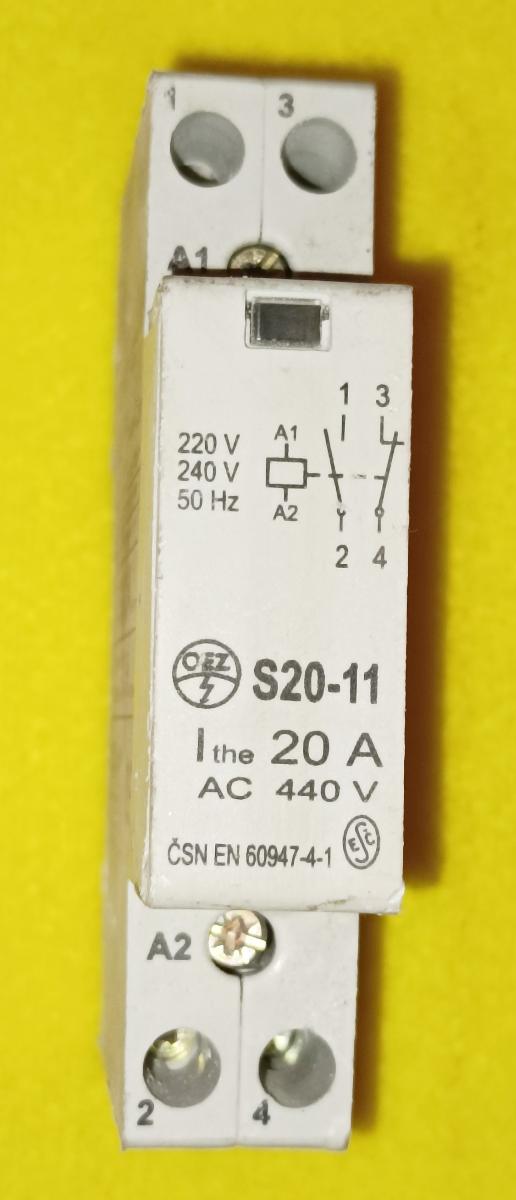 1 3
A1
1 3
220 V
240 V
50 Hz
A1
A2
2 4
OEZ
S20-11
Ithe 20 A
AC 440 V
ČSN EN 60947-4-1
ESČ
A2
2 4